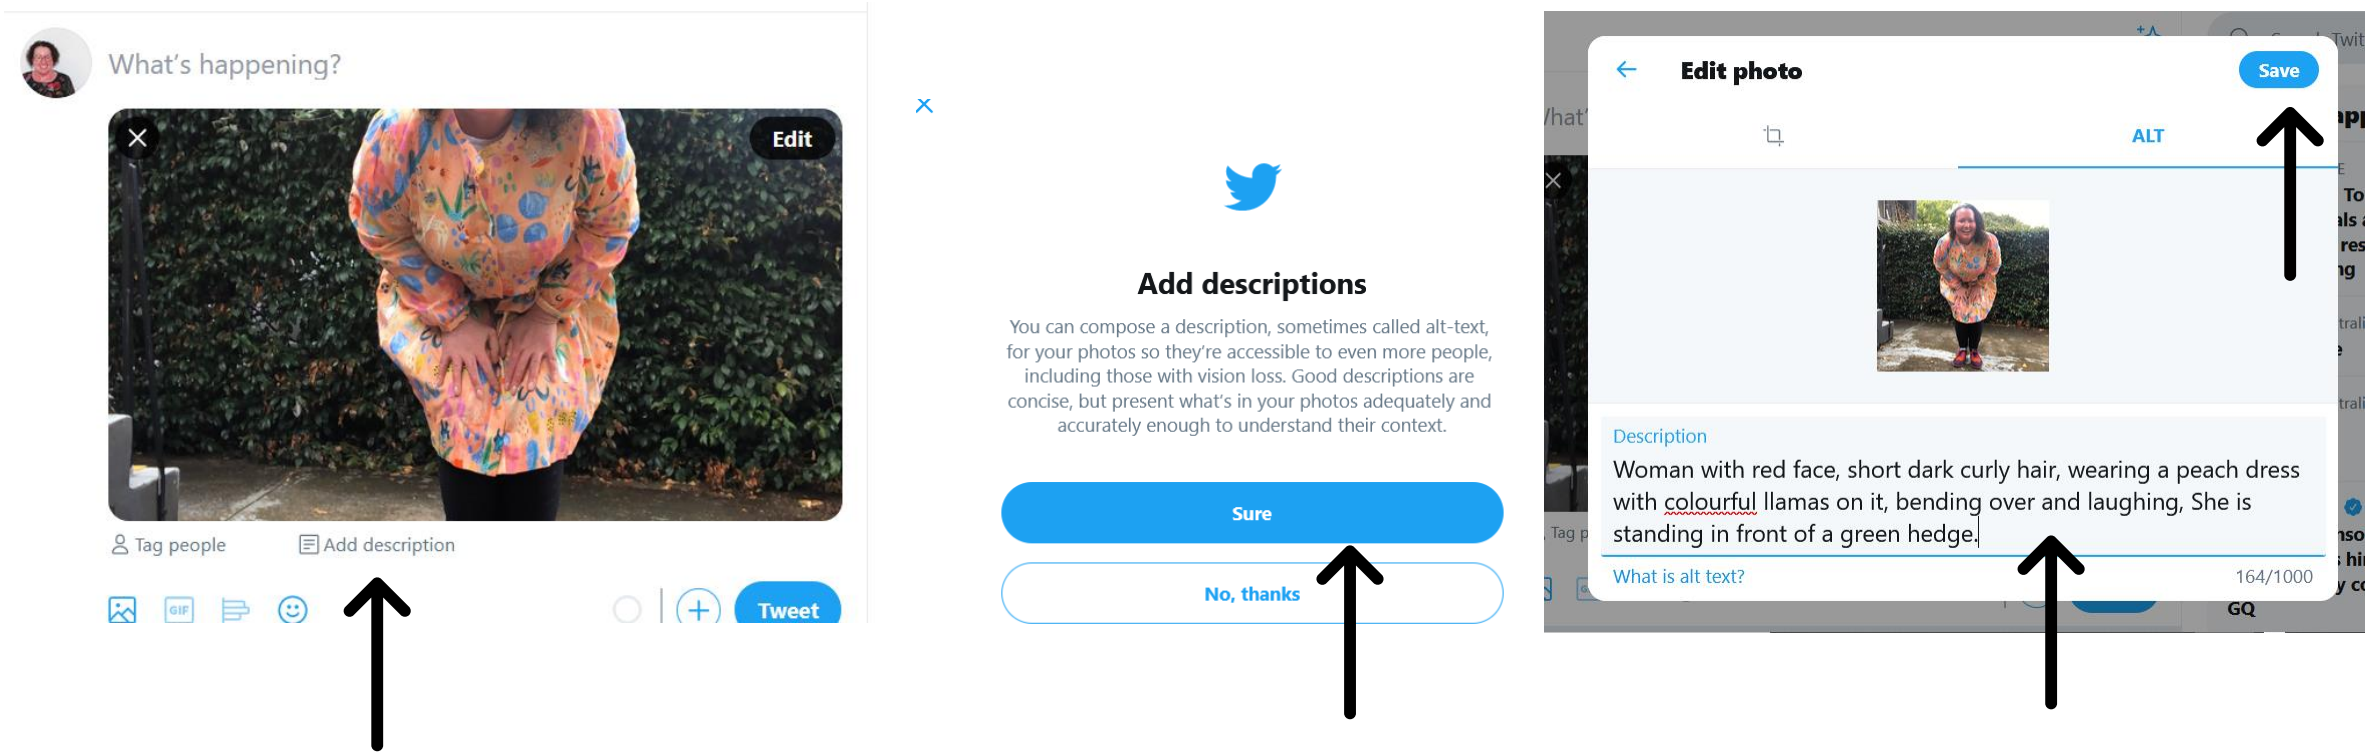 What's happening?
Edit
Tag people
Add description
GIF
Tweet
Add descriptions
You can compose a description, sometimes called alt-text,
for your photos so they're accessible to even more people,
including those with vision loss. Good descriptions are
concise, but present what's in your photos adequately and
accurately enough to understand their context.
Sure
No, thanks
Edit photo
Save
ALT
Description
Woman with red face, short dark curly hair, wearing a peach dress
with colourful llamas on it, bending over and laughing, She is
standing in front of a green hedge.
What is alt text?
164/1000
Tag p
To
GQ